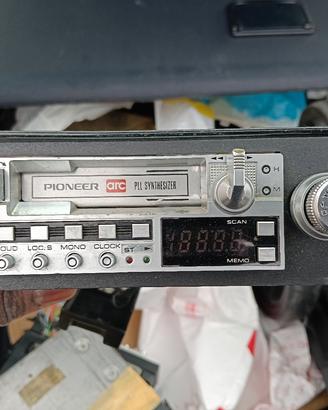 PIONEER arc PLL SYNTHESIZER
H
M
SCAN
LOC.S MONO CLOCK ST
MEMO